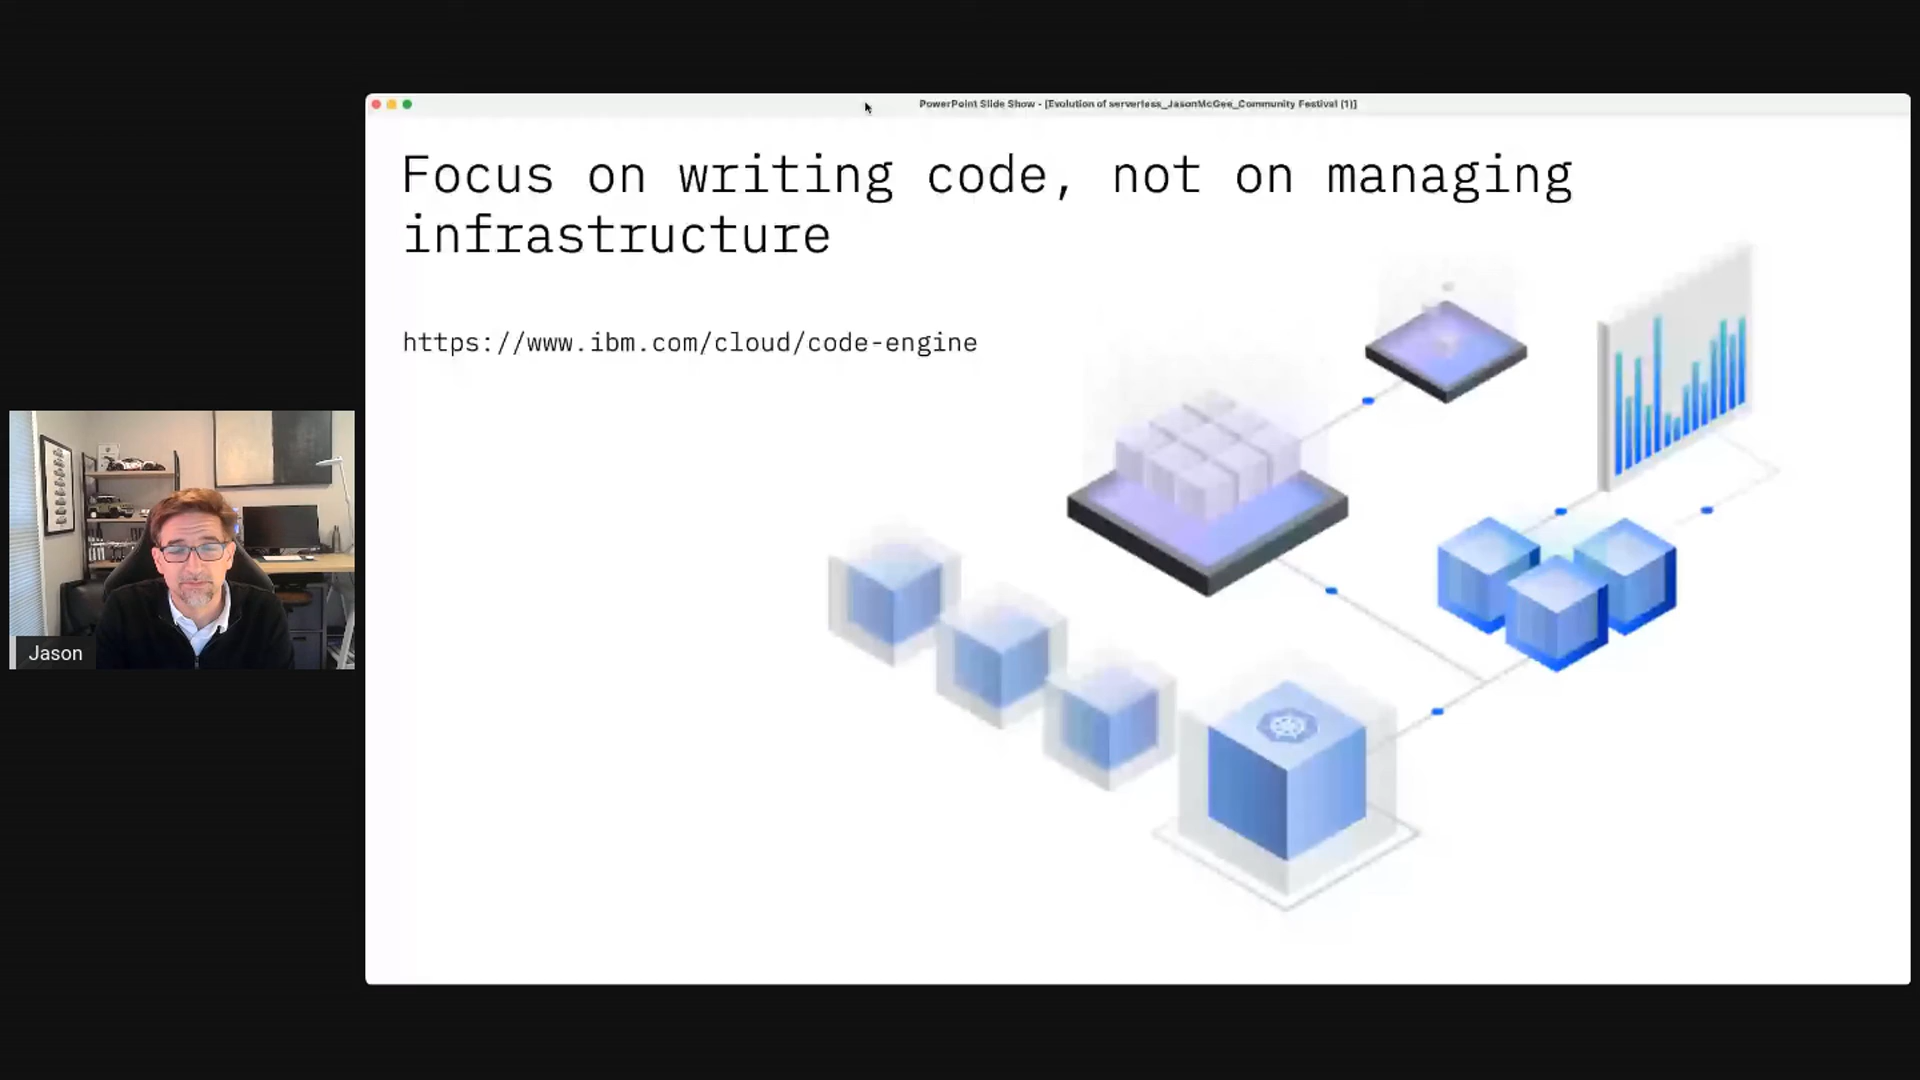 PowerPoint Slide Show - [Evolution of serverless_JasonMcGee_Community Festival (1)]
Focus on writing code, not on managing
infrastructure
https://www.ibm.com/cloud/code-engine
Jason